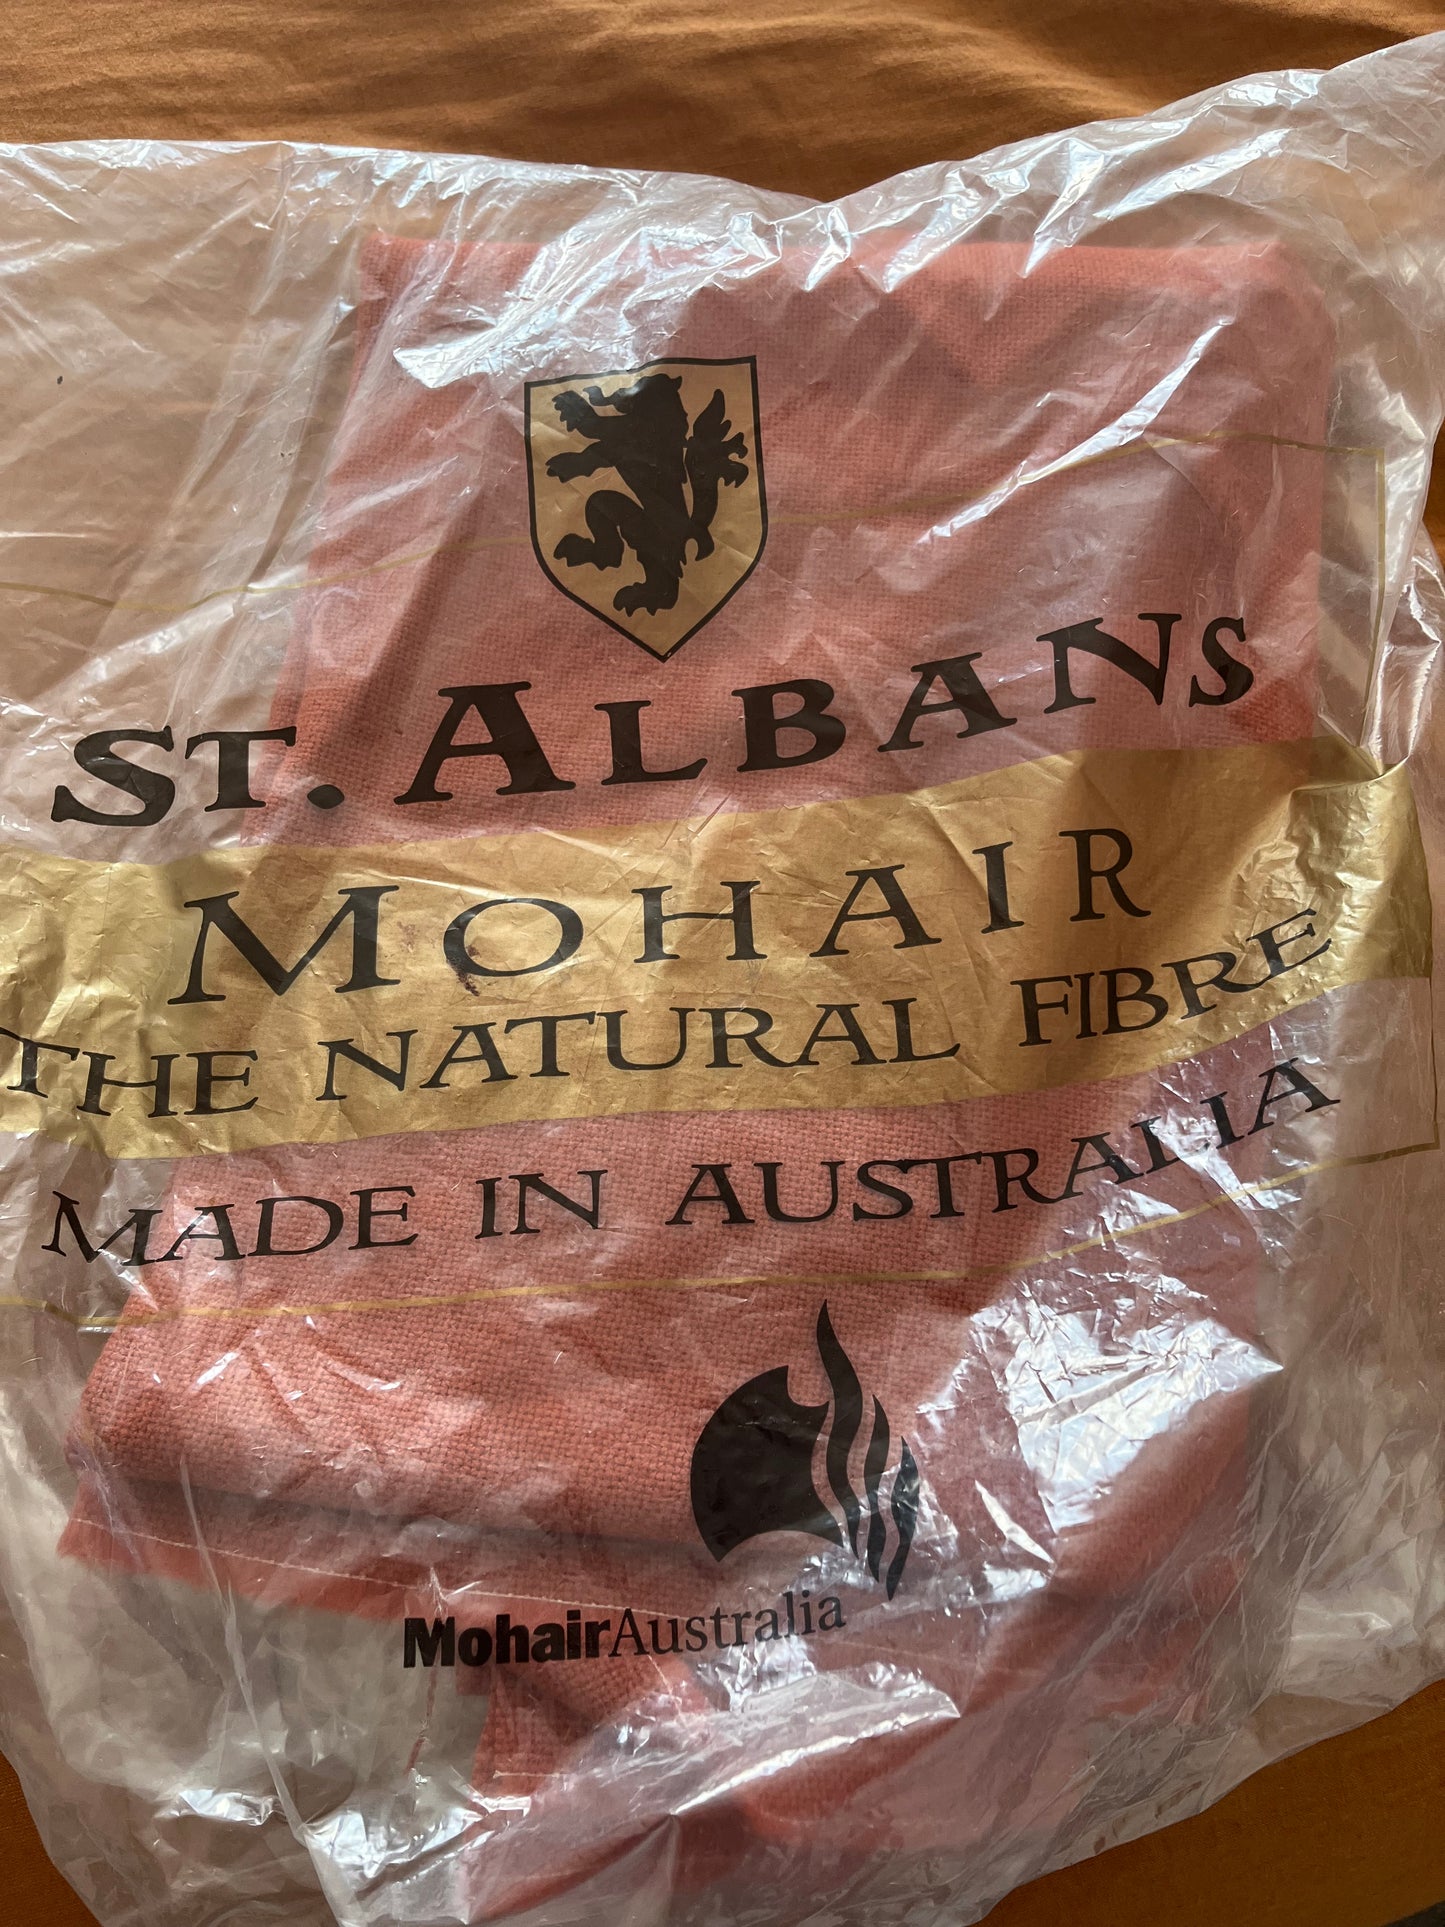 ST. ALBANS
MOHAIR
THE NATURAL FIBRE
MADE IN AUSTRALIA
MohairAustralia